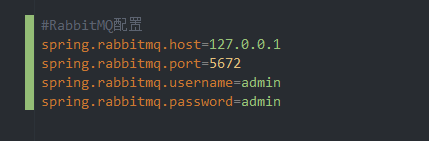 #RabbitMQ配置
spring.rabbitmq.host=127.0.0.1
spring.rabbitmq.port=5672
spring.rabbitmq.username=admin
spring.rabbitmq.password=admin